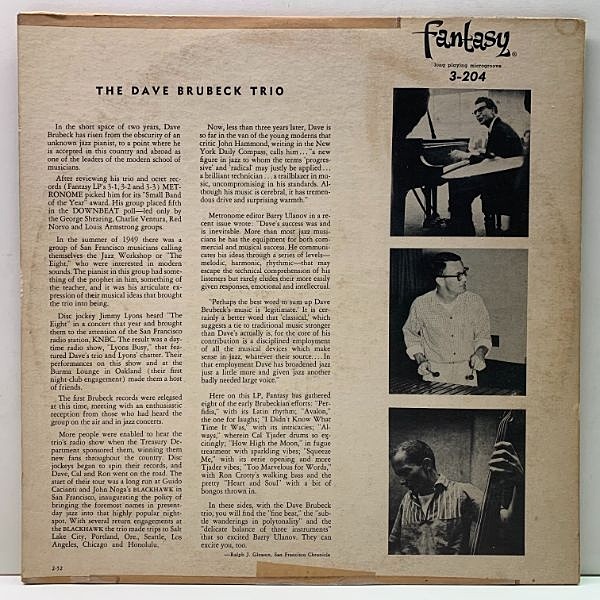 fantasy®
long playing microgroove
3-204
THE DAVE BRUBECK TRIO
In the short space of two years, Dave
Brubeck has risen from the obscurity of an
unknown jazz pianist, to a point where he
is accepted in this country and abroad as
one of the leaders of the modern school of
musicians.
After reviewing his trio and octet rec
ords (Fantasy LP's 3-1, 3-2 and 3-3) MET-
RONOME picked him for its "Small Band
of the Year" award. His group placed fifth
in the DOWNBEAT poll—led only by
the George Shearing, Charlie Ventura, Red
Norvo and Louis Armstrong groups.
In the summer of 1949 there was a
group of San Francisco musicians calling
themselves the Jazz Workshop or "The
Eight," who were interested in modern
sounds. The pianist in this group had some-
thing of the prophet in him, something of
the teacher, and it was his articulate ex-
pression of their musical ideas that brought
the trio into being.
Disc jockey Jimmy Lyons heard "The
Eight" in a concert that year and brought
them to the attention of the San Francisco
radio station, KNBC. The result was a day-
time radio show, "Lyons Busy," that fea-
tured Dave's trio and Lyons' chatter. Their
performances on this show and at the
Burma Lounge in Oakland (their first
night club engagement) made them a host
of friends.
The first Brubeck records were released
at this time, meeting with an enthusiastic
reception from those who had heard the
group on the air and in jazz concerts.
More people were enabled to hear the
trio's radio show when the Treasury De-
partment sponsored them, winning them
new fans throughout the country. Disc
jockeys began to spin their records, and
Dave, Cal and Ron went on the road. The
start of their tour was a long run at Guido
Cacianti and John Noga's BLACKHAWK in
San Francisco, inaugurating the policy of
bringing the foremost names in present-
day jazz into that highly popular night-
spot. With several return engagements at
the BLACKHAWK the trio made trips to Salt
Lake City, Portland, Ore., Seattle, Los
Angeles, Chicago and Honolulu.
2-52
Now, less than three years later, Dave is
so far in the van of the young moderns that
critic John Hammond, writing in the New
York Daily Compass, calls him... "a new
figure in jazz to whom the terms 'progres-
sive' and 'radical' may justly be applied...
a brilliant technician... a trailblazer in mu-
sic, uncompromising in his standards. Al-
though his music is cerebral, it has tremen-
dous drive and surprising warmth."
Metronome editor Barry Ulanov in a re-
cent issue wrote: "Dave's success was and
is inevitable. More than most jazz musi-
cians he has the equipment for both com-
mercial and musical success. He communi-
cates his ideas through a series of levels—
melodic, harmonic, rhythmic—that may
escape the technical comprehension of his
listeners but rarely eludes their more easily
given responses, emotional and intellectual.
"Perhaps the best word to sum up Dave
Brubeck's music is 'legitimate.' It is cer-
tainly a better word that 'classical,' which
suggests a tie to traditional music stronger
than Dave's actually is, for the core of his
contribution is a disciplined employment
of all the musical devices which make
sense in jazz, whatever their source.... In
that employment Dave has broadened jazz
just a little more and given jazz another
badly needed large voice."
Here on this LP, Fantasy has gathered
eight of the early Brubeckian efforts: "Per-
fidia," with its Latin rhythm; "Avalon,"
the one for laughs; "I Didn't Know What
Time It Was," with its intricacies; "Al-
ways," wherein Cal Tjader drums so ex-
citingly; "How High the Moon," in fugue
treatment with sparkling vibes; "Squeeze
Me," with its eerie opening and more
Tjader vibes; "Too Marvelous for Words,"
with Ron Crotty's walking bass and the
pretty "Heart and Soul" with a bit of
bongos thrown in.
In these sides, with the Dave Brubeck
trio, you will find the "fine beat," the "sub-
tle wanderings in polytonality" and the
"delicate balance of three instruments"
that so excited Barry Ulanov. They can
excite you, too.
—Ralph J. Gleason, San Francisco Chronicle